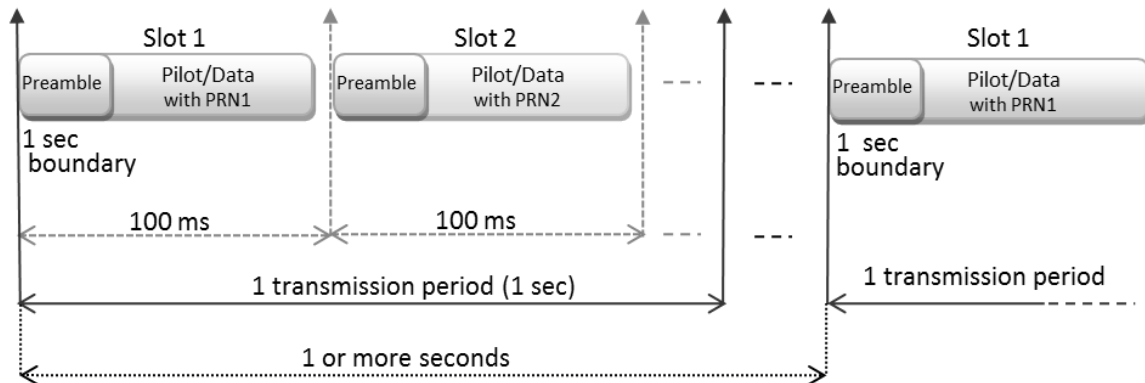 Slot 1
Slot 2
Slot 1
Preamble
Pilot/Data
with PRN1
Preamble
Pilot/Data
with PRN2
Preamble
Pilot/Data
with PRN1
1 sec
boundary
1 sec
boundary
100 ms
100 ms
1 transmission period (1 sec)
1 transmission period
1 or more seconds